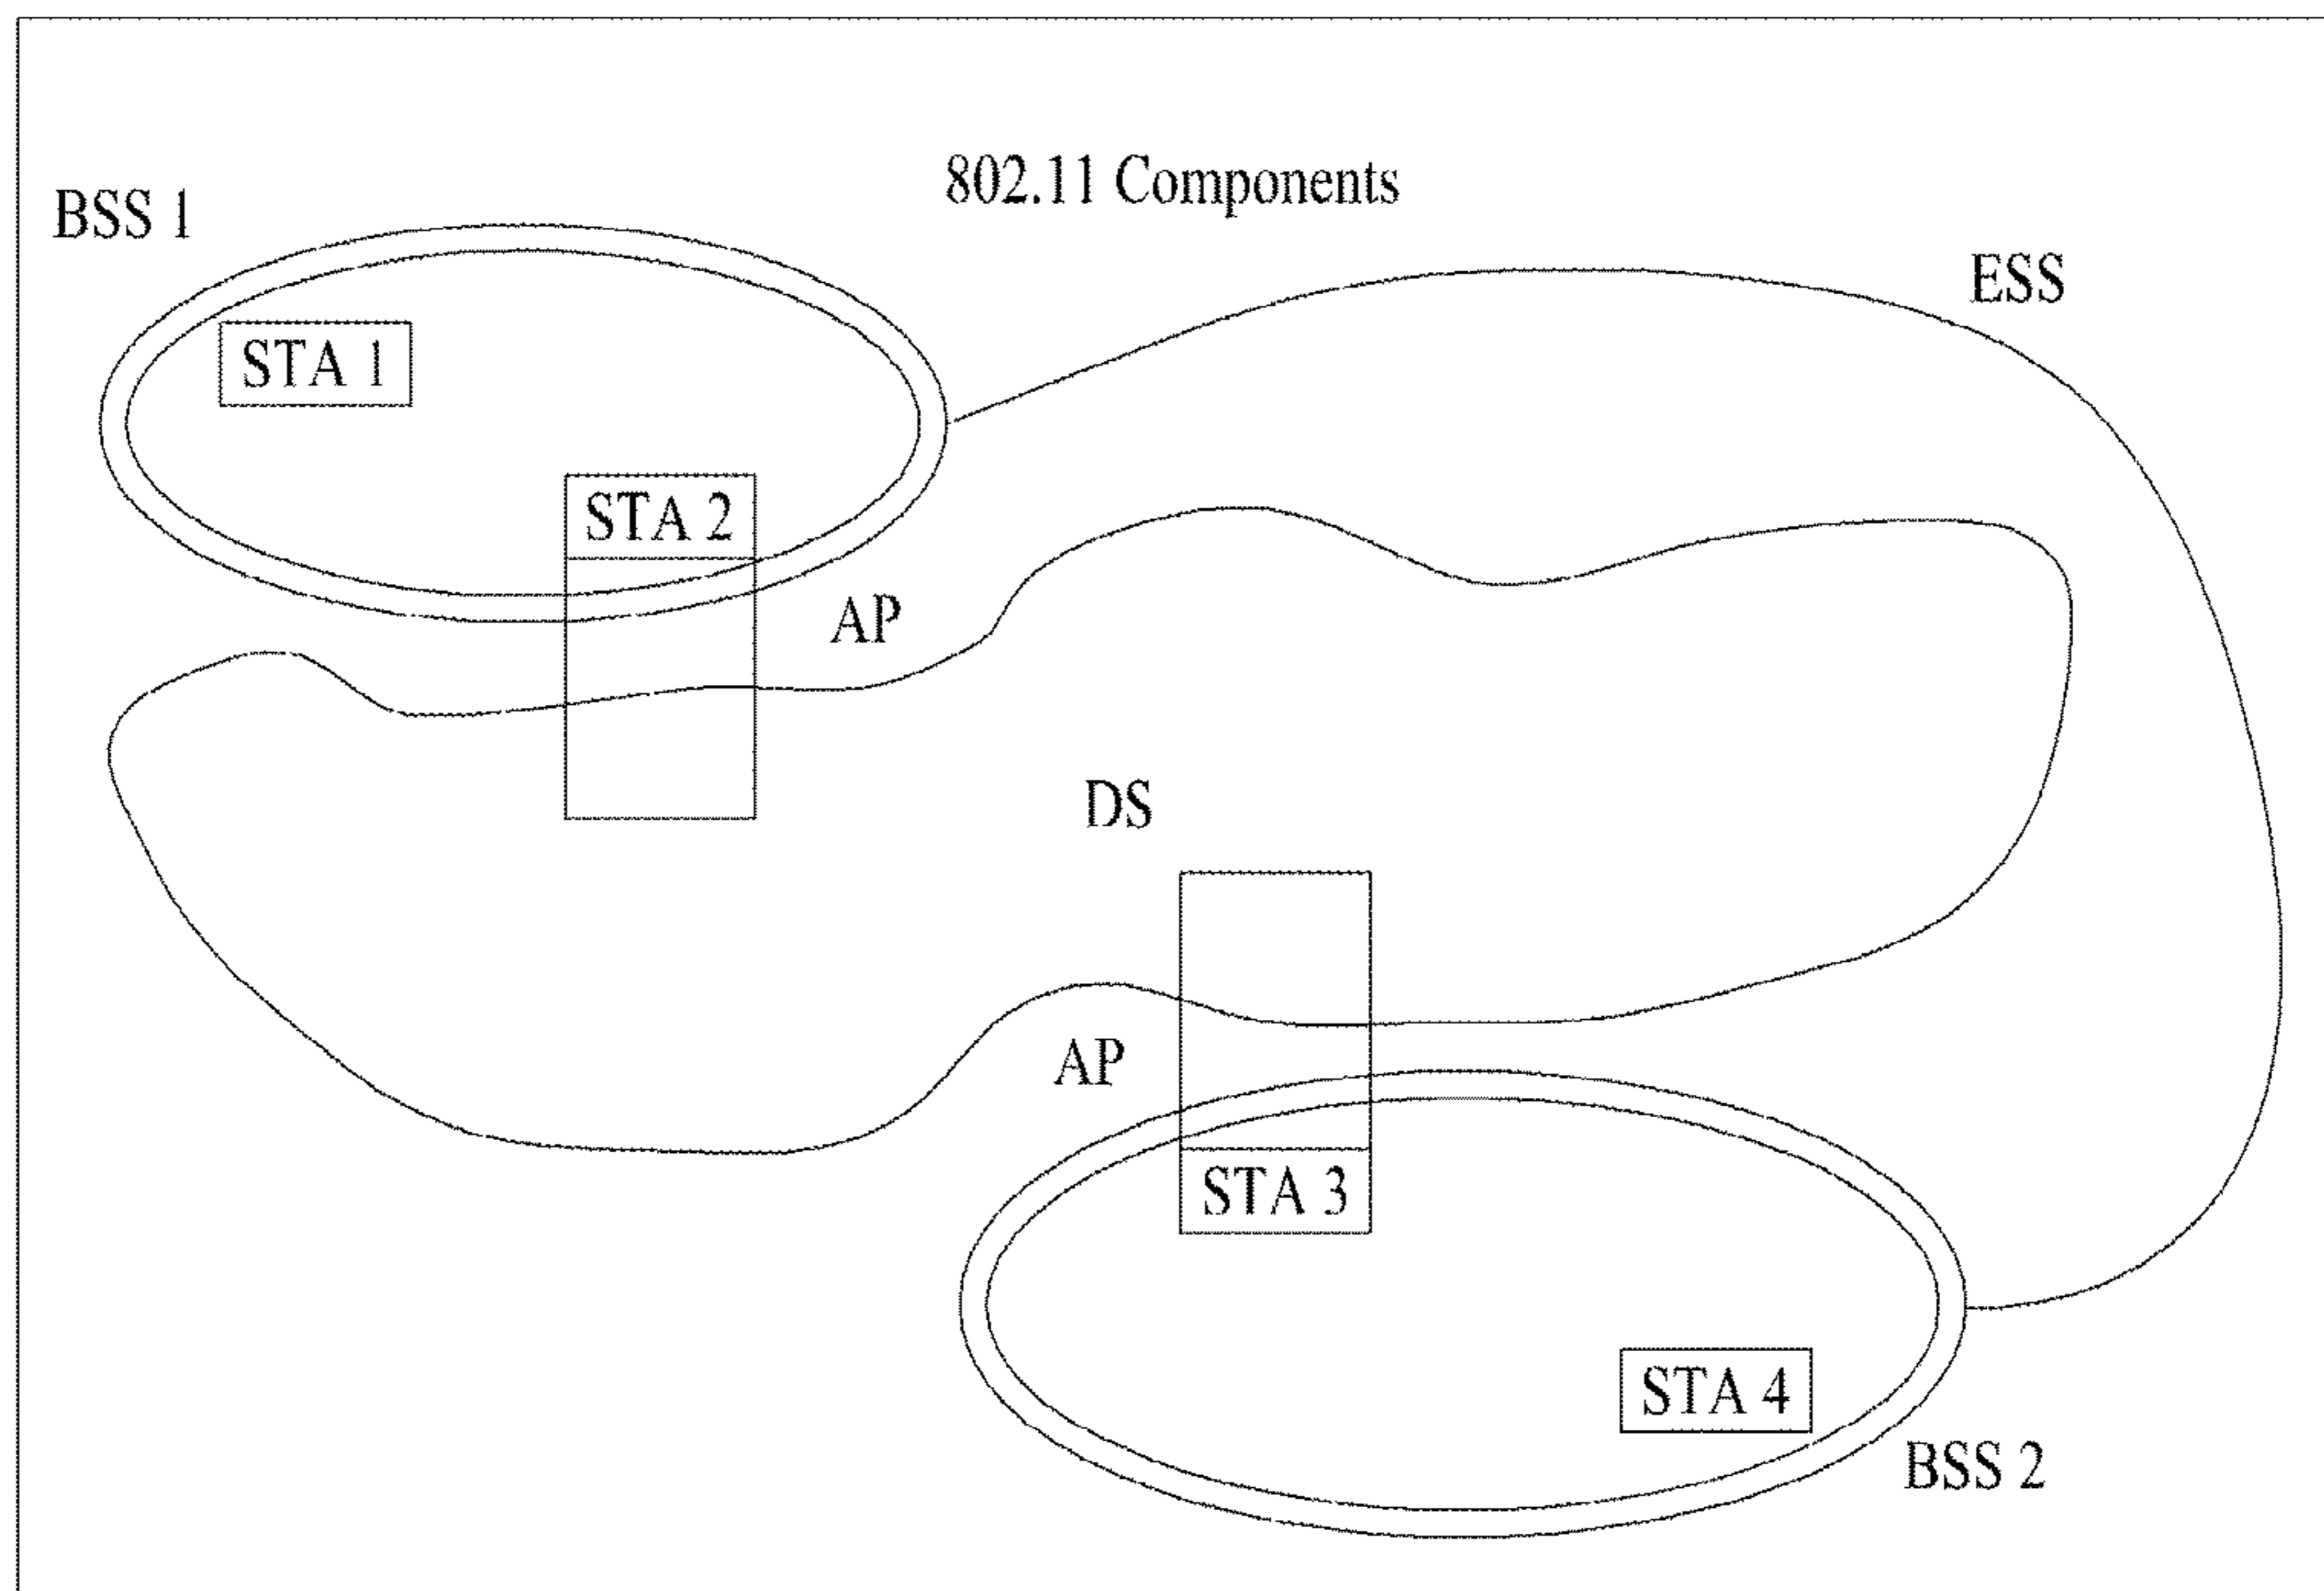 802.11 Components
BSS 1
ESS
STA 1
STA 2
AP
DS
AP
STA 3
STA 4
BSS 2